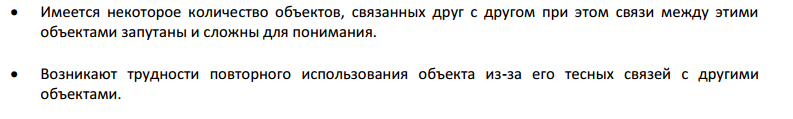 • Имеется некоторое количество объектов, связанных друг с другом при этом связи между этими
объектами запутаны и сложны для понимания.
• Возникают трудности повторного использования объекта из-за его тесных связей с другими
объектами.